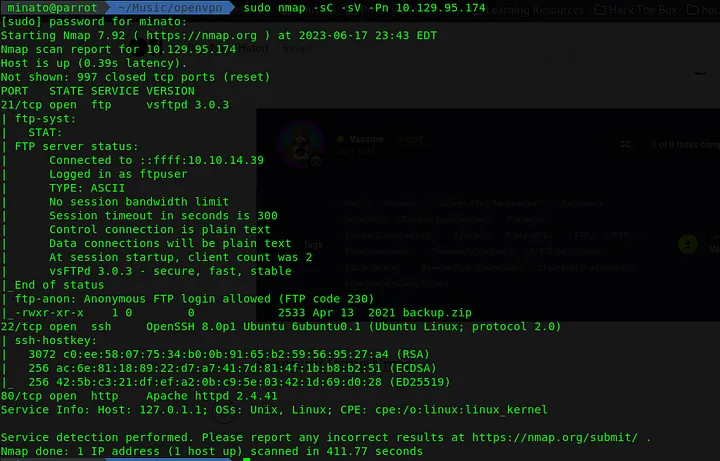 minato@parrot ~/Music/openvpn sudo nmap -sC -sV -Pn 10.129.95.174
[sudo] password for minato:
Starting Nmap 7.92 ( https://nmap.org ) at 2023-06-17 23:43 EDT
Nmap scan report for 10.129.95.174
Host is up (0.39s latency).
Not shown: 997 closed tcp ports (reset)
PORT   STATE SERVICE VERSION
21/tcp open  ftp     vsftpd 3.0.3
| ftp-syst:
|   STAT:
| FTP server status:
|      Connected to ::ffff:10.10.14.39
|      Logged in as ftpuser
|      TYPE: ASCII
|      No session bandwidth limit
|      Session timeout in seconds is 300
|      Control connection is plain text
|      Data connections will be plain text
|      At session startup, client count was 2
|      vsFTPd 3.0.3 - secure, fast, stable
|_End of status
| ftp-anon: Anonymous FTP login allowed (FTP code 230)
|_-rwxr-xr-x    1 0        0            2533 Apr 13  2021 backup.zip
22/tcp open  ssh     OpenSSH 8.0p1 Ubuntu 6ubuntu0.1 (Ubuntu Linux; protocol 2.0)
| ssh-hostkey:
|   3072 c0:ee:58:07:75:34:b0:0b:91:65:b2:59:56:95:27:a4 (RSA)
|   256 ac:6e:81:18:89:22:d7:a7:41:7d:81:4f:1b:b8:b2:51 (ECDSA)
|_  256 42:5b:c3:21:df:ef:a2:0b:c9:5e:03:42:1d:69:d0:28 (ED25519)
80/tcp open  http    Apache httpd 2.4.41
Service Info: Host: 127.0.1.1; OSs: Unix, Linux; CPE: cpe:/o:linux:linux_kernel
Service detection performed. Please report any incorrect results at https://nmap.org/submit/ .
Nmap done: 1 IP address (1 host up) scanned in 411.77 seconds
Learning Resources
Hack The Box
Vaccine
Tags